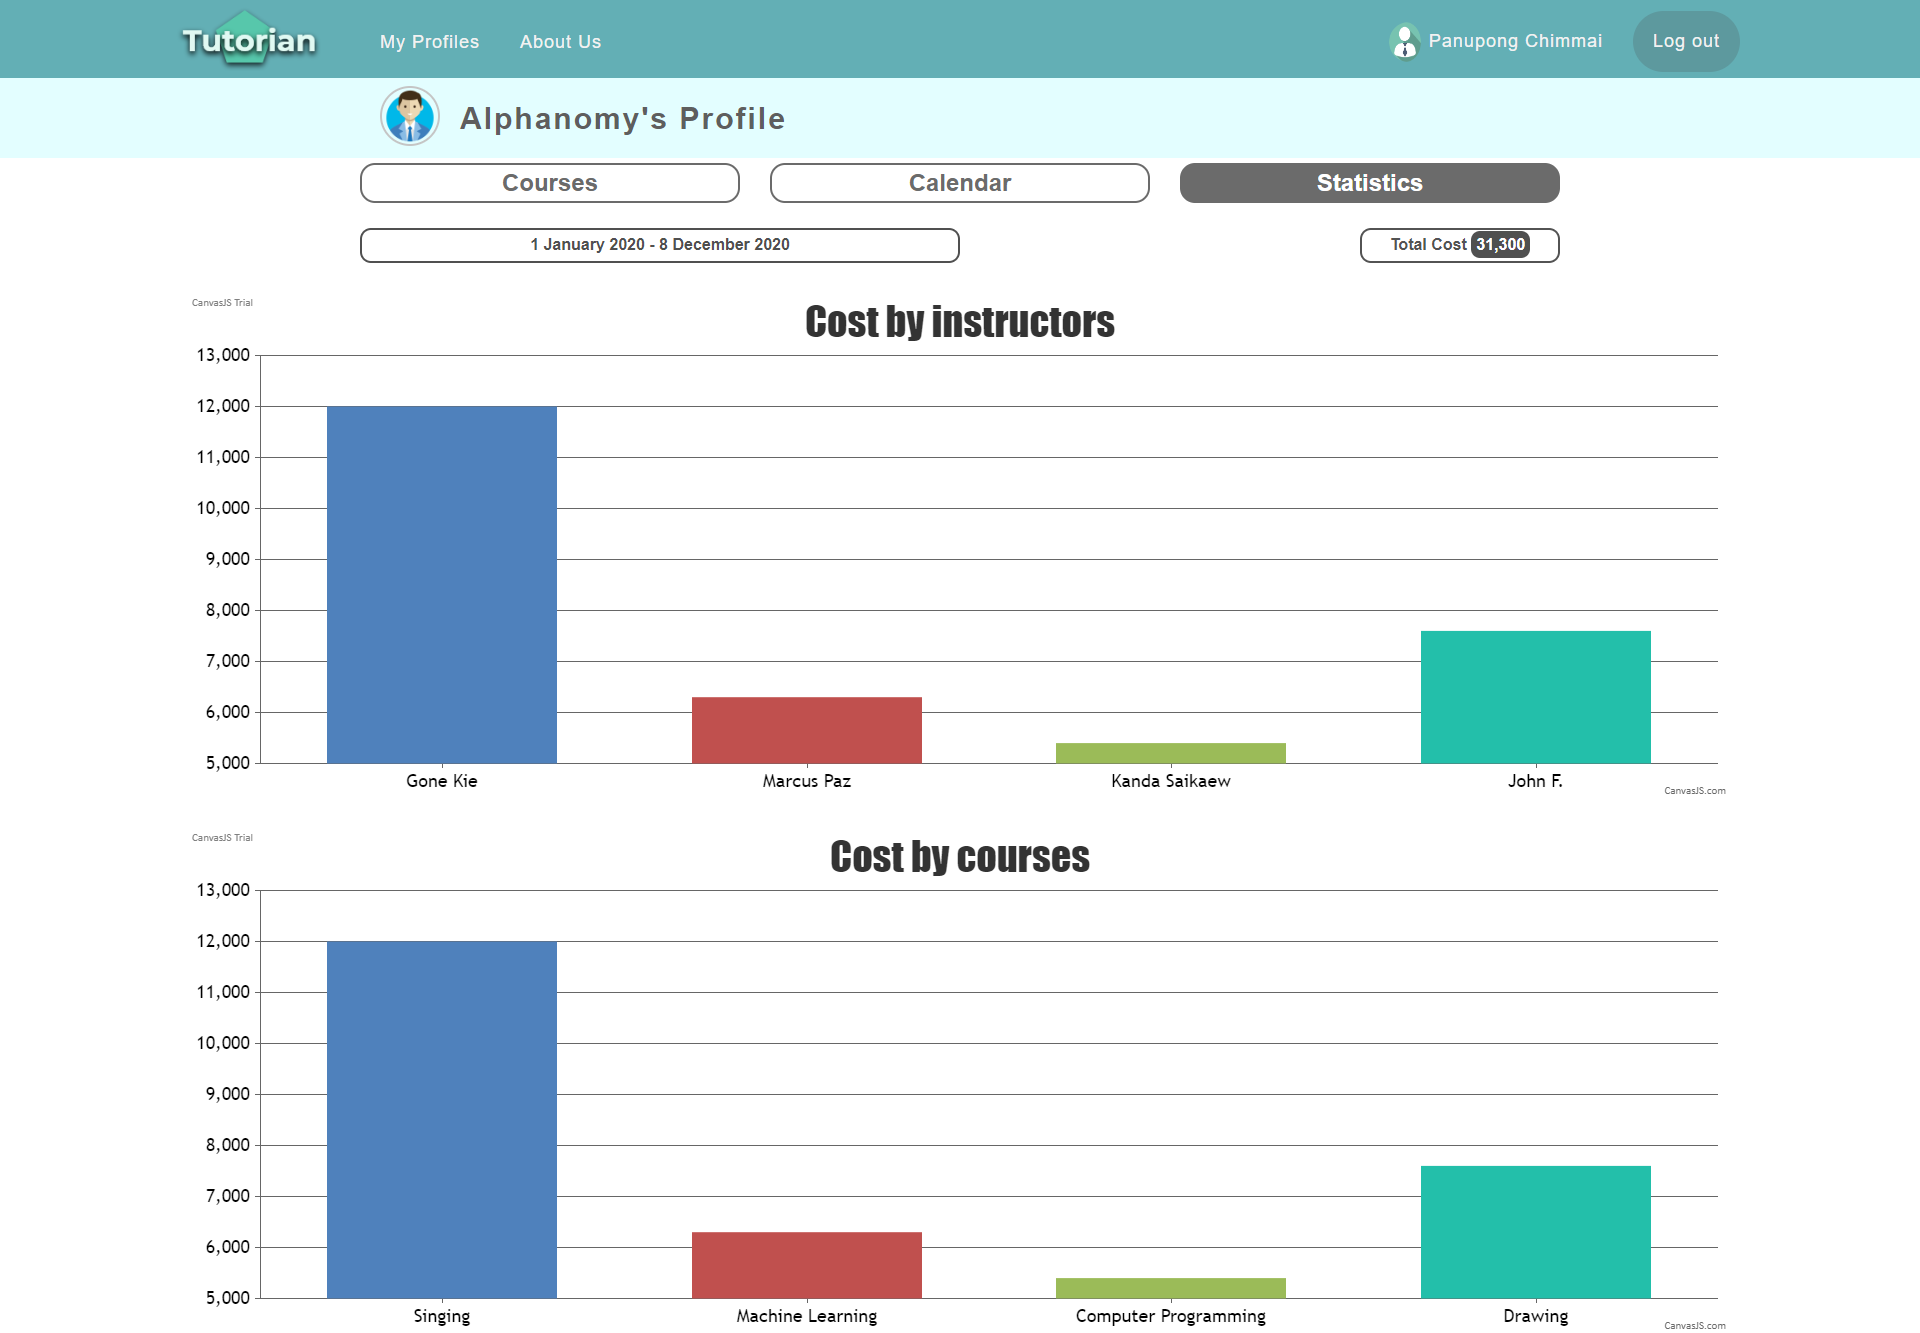 Tutorian
My Profiles
About Us
Panupong Chimmai
Log out
Alphanomy's Profile
Courses
Calendar
Statistics
1 January 2020 - 8 December 2020
Total Cost 31,300
CanvasJS Trial
Cost by instructors
13,000
12,000
11,000
10,000
9,000
8,000
7,000
6,000
5,000
Gone Kie
Marcus Paz
Kanda Saikaew
John F.
CanvasJS.com
CanvasJS Trial
Cost by courses
13,000
12,000
11,000
10,000
9,000
8,000
7,000
6,000
5,000
Singing
Machine Learning
Computer Programming
Drawing
CanvasJS.com